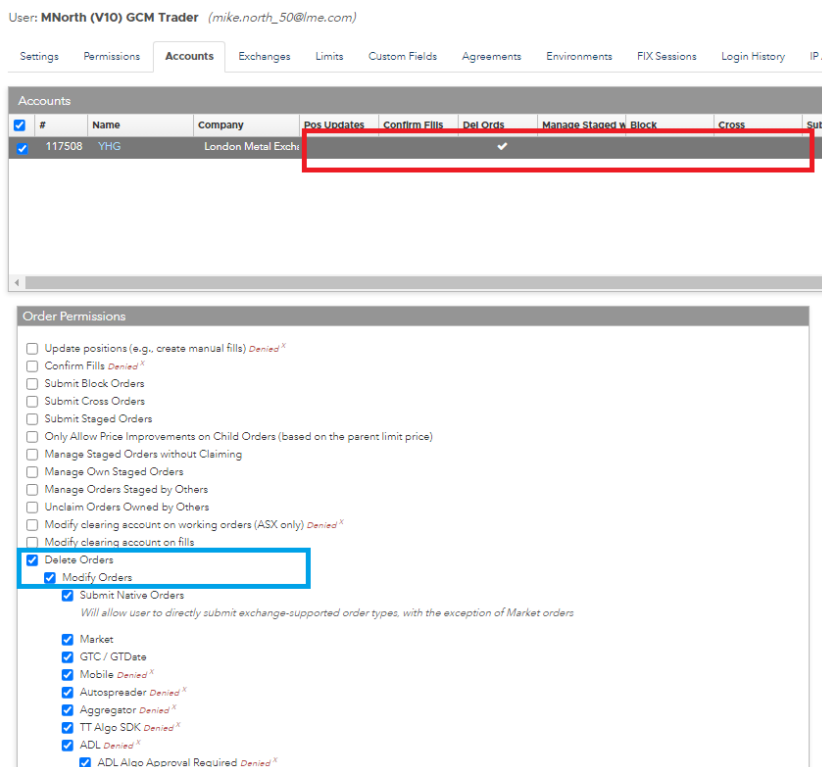 User: MNorth (V10) GCM Trader (mike.north_50@lme.com)
Settings Permissions Accounts Exchanges Limits Custom Fields Agreements Environments FIX Sessions Login History IP
Accounts
# Name Company Pos Updates Confirm Fills Del Ords Manage Staged w Block Cross Sub
117508 YHG London Metal Excha
Order Permissions
Update positions (e.g., create manual fills) Denied X
Confirm Fills Denied X
Submit Block Orders
Submit Cross Orders
Submit Staged Orders
Only Allow Price Improvements on Child Orders (based on the parent limit price)
Manage Staged Orders without Claiming
Manage Own Staged Orders
Manage Orders Staged by Others
Unclaim Orders Owned by Others
Modify clearing account on working orders (ASX only) Denied X
Modify clearing account on fills
Delete Orders
Modify Orders
Submit Native Orders
Will allow user to directly submit exchange-supported order types, with the exception of Market orders
Market
GTC / GTDate
Mobile Denied X
Autospreader Denied X
Aggregator Denied X
TT Algo SDK Denied X
ADL Denied X
ADL Algo Approval Required Denied X